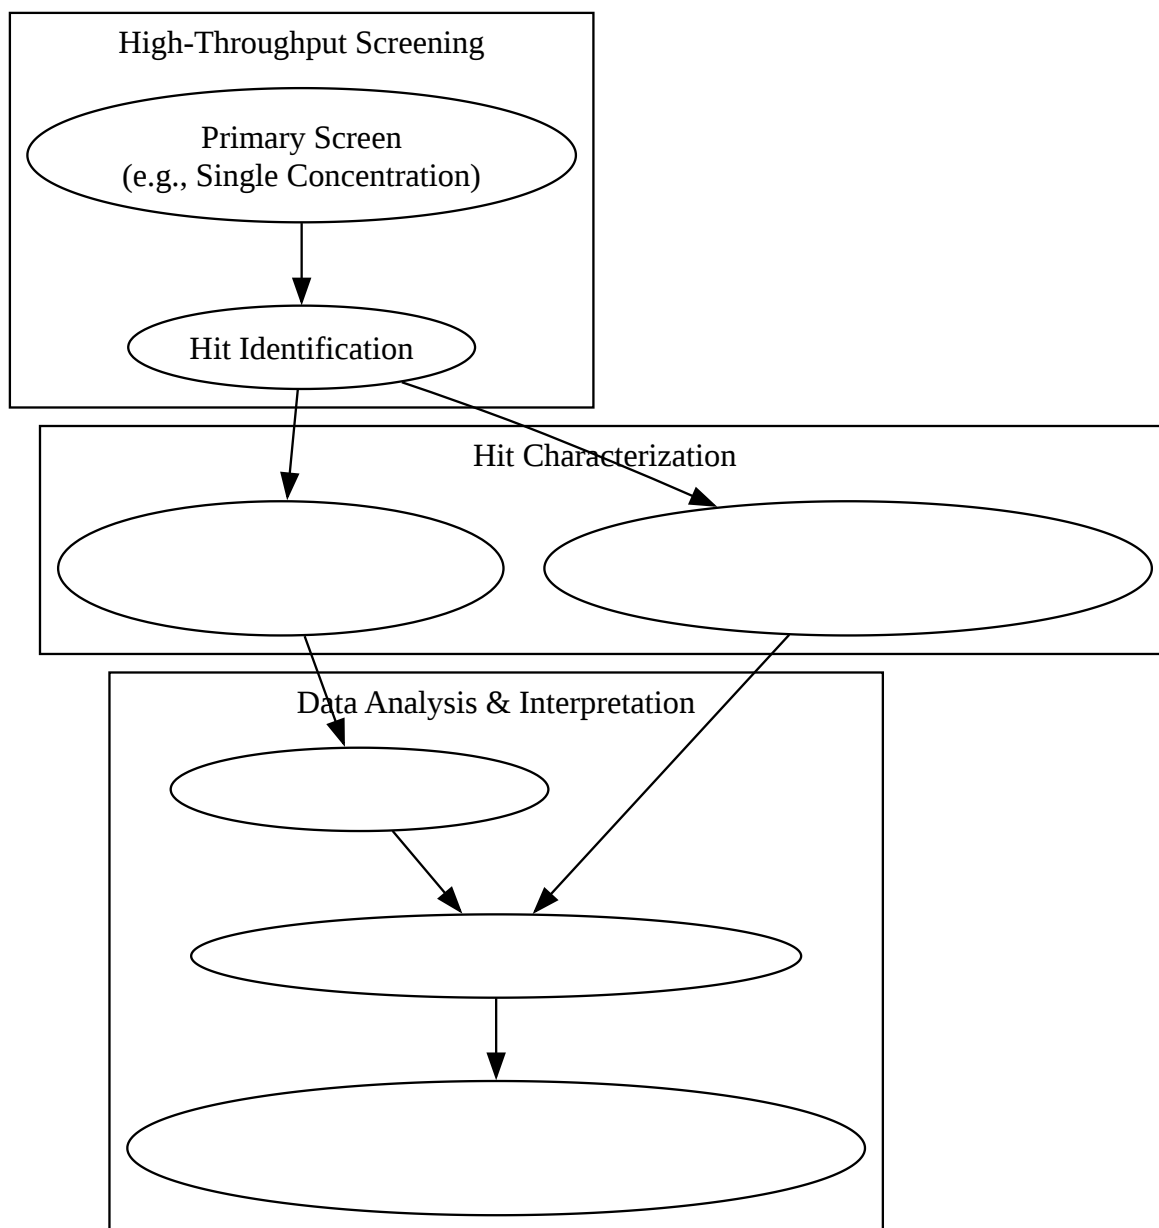 High-Throughput Screening
Primary Screen
(e.g., Single Concentration)
Hit Identification
Hit Characterization
Data Analysis & Interpretation